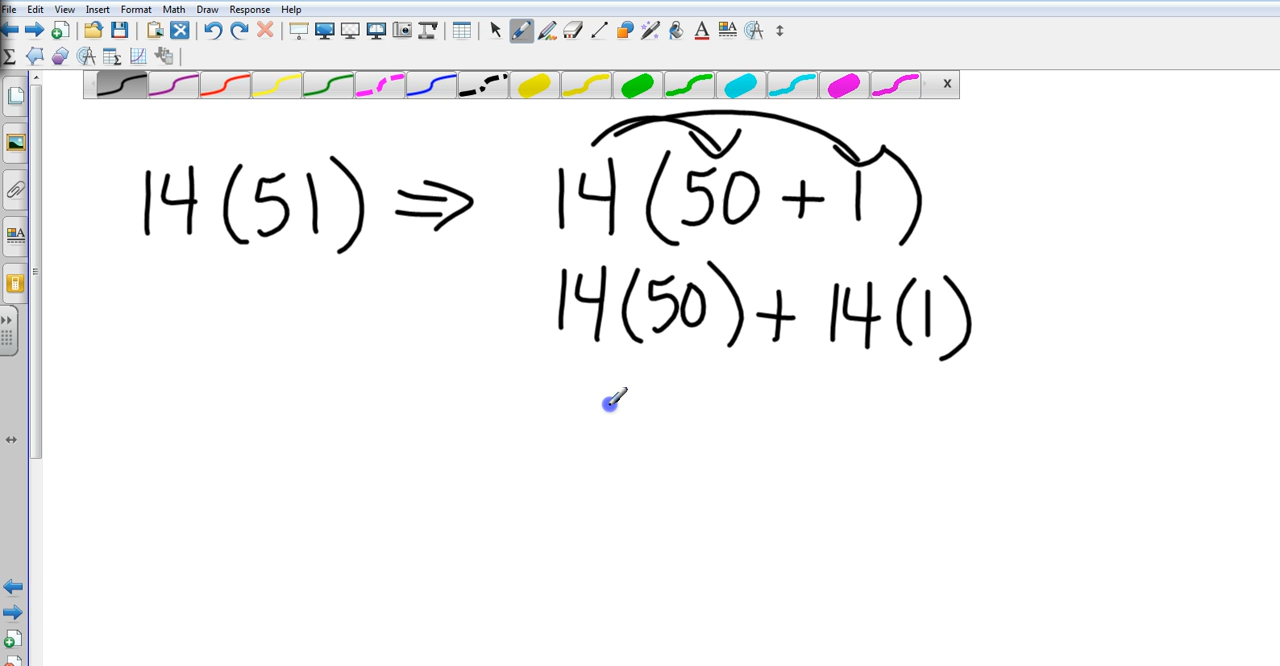 File Edit View Insert Format Math Draw Response Help
14(51) ⇒ 14(50 + 1)
14(50) + 14(1)